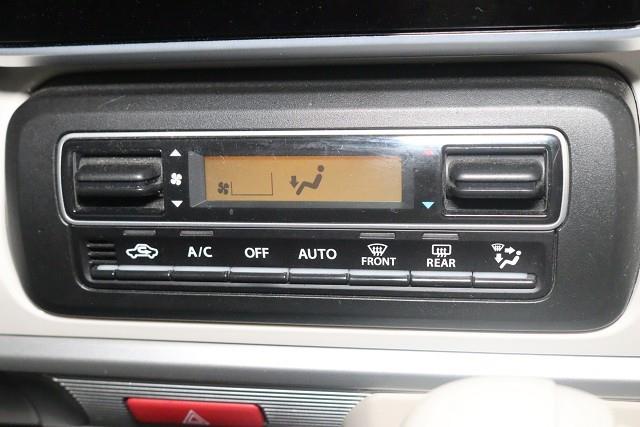 A/C OFF AUTO FRONT REAR